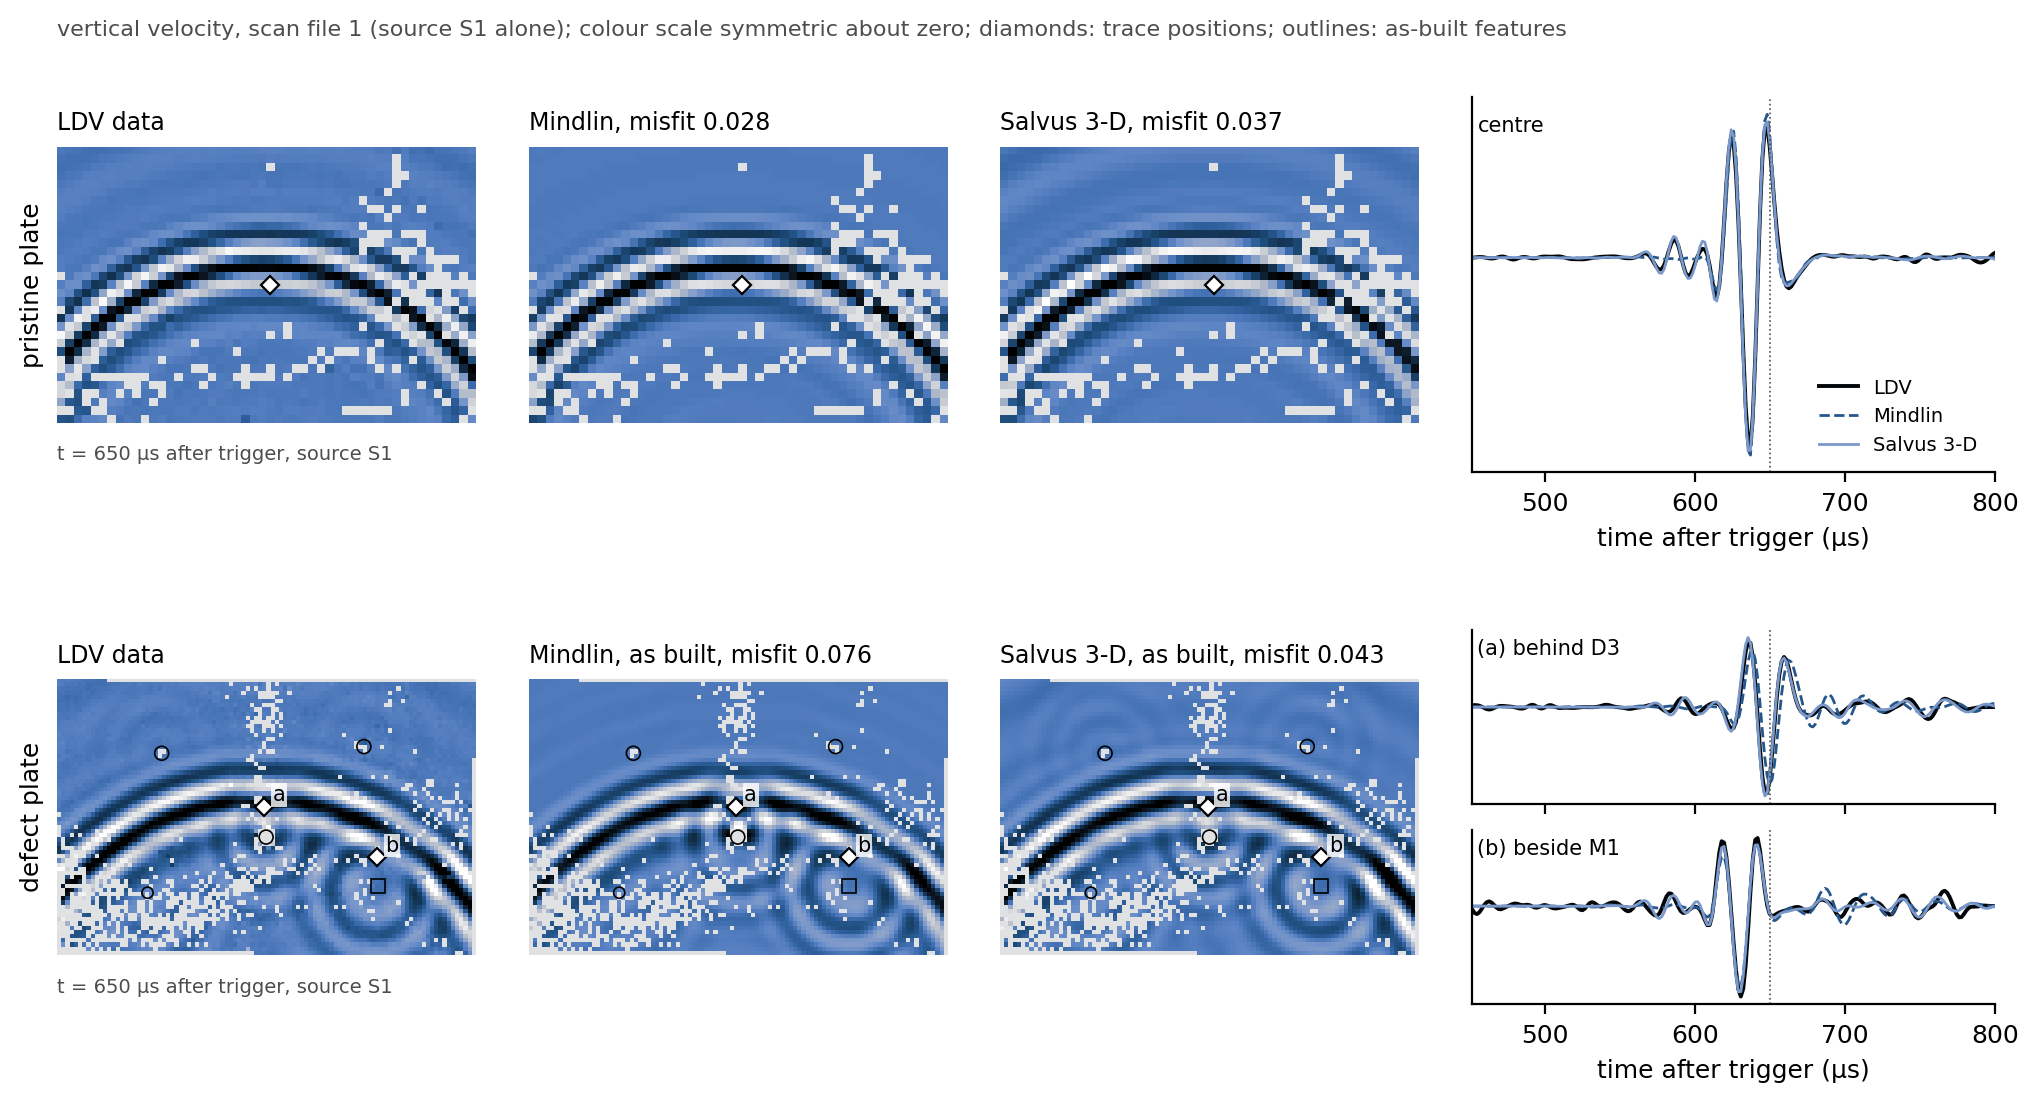 vertical velocity, scan file 1 (source S1 alone); colour scale symmetric about zero; diamonds: trace positions; outlines: as-built features
pristine plate
LDV data
Mindlin, misfit 0.028
Salvus 3-D, misfit 0.037
t = 650 µs after trigger, source S1
centre
LDV
Mindlin
Salvus 3-D
500 600 700 800
time after trigger (µs)
defect plate
LDV data
a
b
Mindlin, as built, misfit 0.076
a
b
Salvus 3-D, as built, misfit 0.043
a
b
t = 650 µs after trigger, source S1
(a) behind D3
(b) beside M1
500 600 700 800
time after trigger (µs)